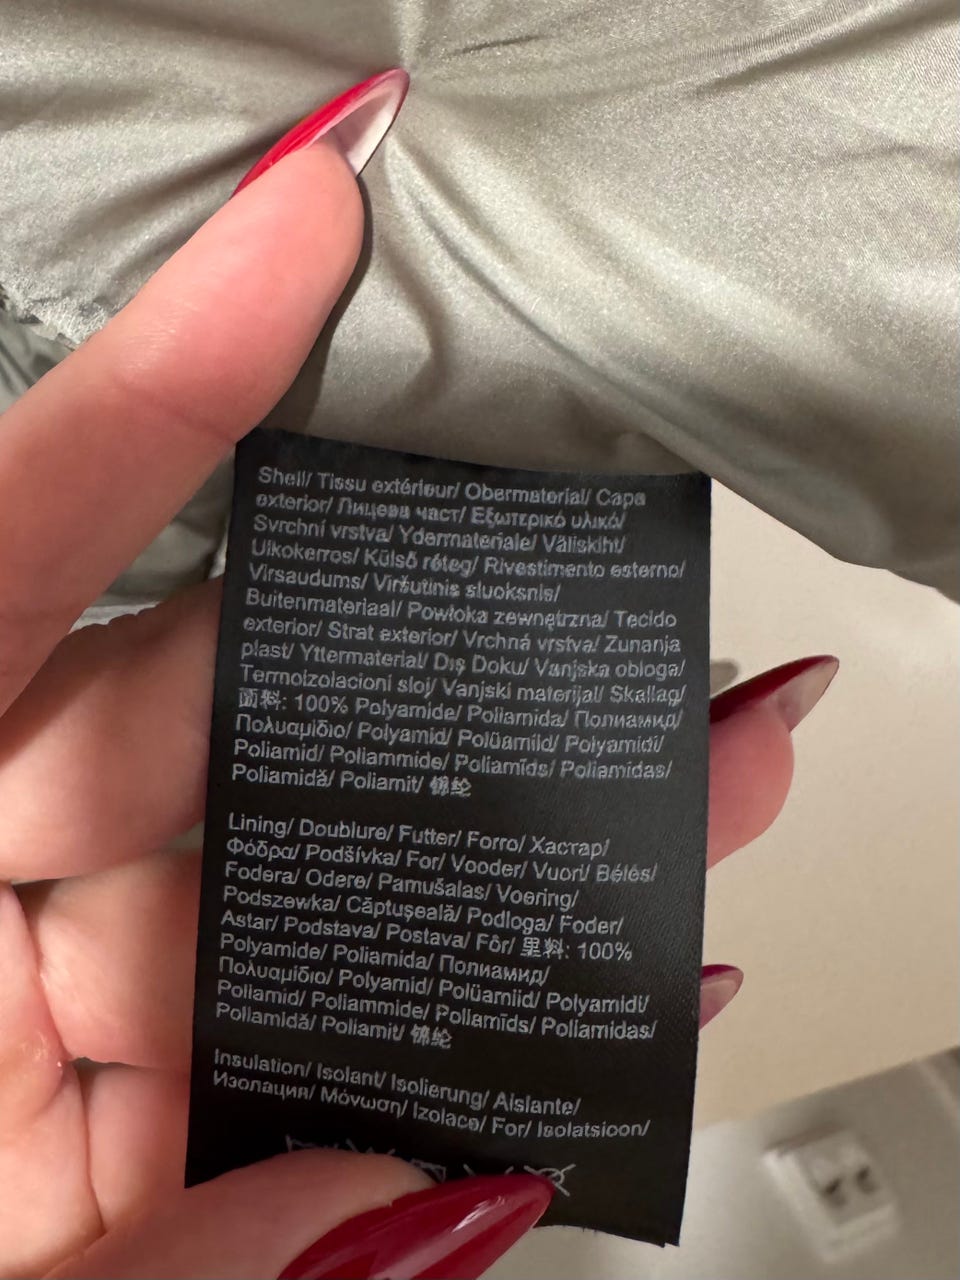 Shell/ Tissu extérieur/ Obermaterial/ Capa
exterior/ Лицева част/ Εξωτερικό υλικό/
Svrchní vrstva/ Ydermateriale/ Väliskiht/
Ulkokerros/ Külső réteg/ Rivestimento esterno/
Virsaudums/ Viršutinis sluoksnis/
Buitenmateriaal/ Powłoka zewnętrzna/ Tecido
exterior/ Strat exterior/ Vrchná vrstva/ Zunanja
plast/ Yttermaterial/ Dış Doku/ Vanjska obloga/
Termoizolacioni sloj/ Vanjski materijal/ Skallag/
面料: 100% Polyamide/ Poliamida/ Полиамид/
Πολυαμίδιο/ Polyamid/ Polüamiid/ Polyamidi/
Poliamid/ Poliammide/ Poliamīds/ Poliamidas/
Poliamidă/ Poliamit/ 锦纶
Lining/ Doublure/ Futter/ Forro/ Хастар/
Φόδρα/ Podšívka/ For/ Vooder/ Vuori/ Bélés/
Fodera/ Odere/ Pamušalas/ Voering/
Podszewka/ Căptuşeală/ Podloga/ Foder/
Astar/ Podstava/ Postava/ Fôr/ 里料: 100%
Polyamide/ Poliamida/ Полиамид/
Πολυαμίδιο/ Polyamid/ Polüamiid/ Polyamidi/
Poliamid/ Poliammide/ Poliamīds/ Poliamidas/
Poliamidă/ Poliamit/ 锦纶
Insulation/ Isolant/ Isolierung/ Aislante/
Изолация/ Μόνωση/ Izolace/ For/ Isolatsioon/